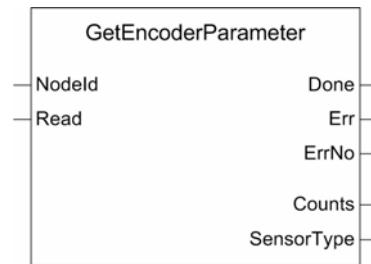 GetEncoderParameter
NodeId Done
Read Err
ErrNo
Counts
SensorType